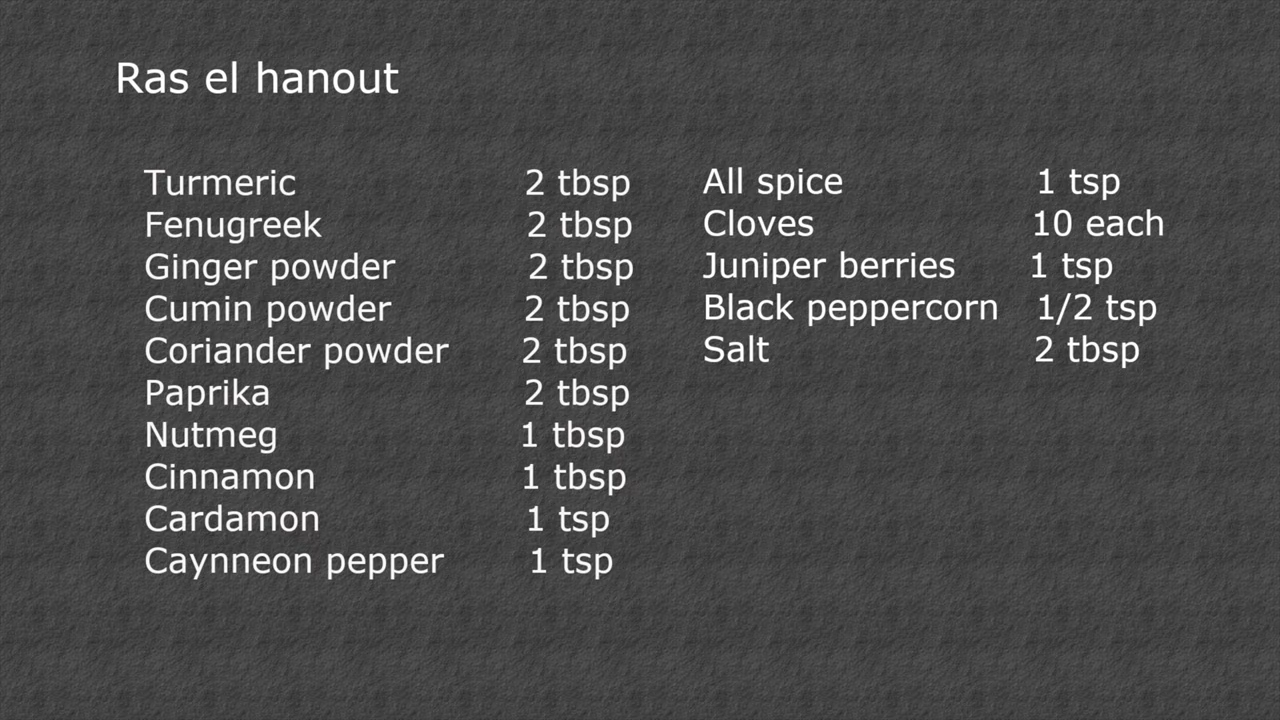 Ras el hanout
Turmeric 2 tbsp
Fenugreek 2 tbsp
Ginger powder 2 tbsp
Cumin powder 2 tbsp
Coriander powder 2 tbsp
Paprika 2 tbsp
Nutmeg 1 tbsp
Cinnamon 1 tbsp
Cardamon 1 tsp
Caynneon pepper 1 tsp
All spice 1 tsp
Cloves 10 each
Juniper berries 1 tsp
Black peppercorn 1/2 tsp
Salt 2 tbsp